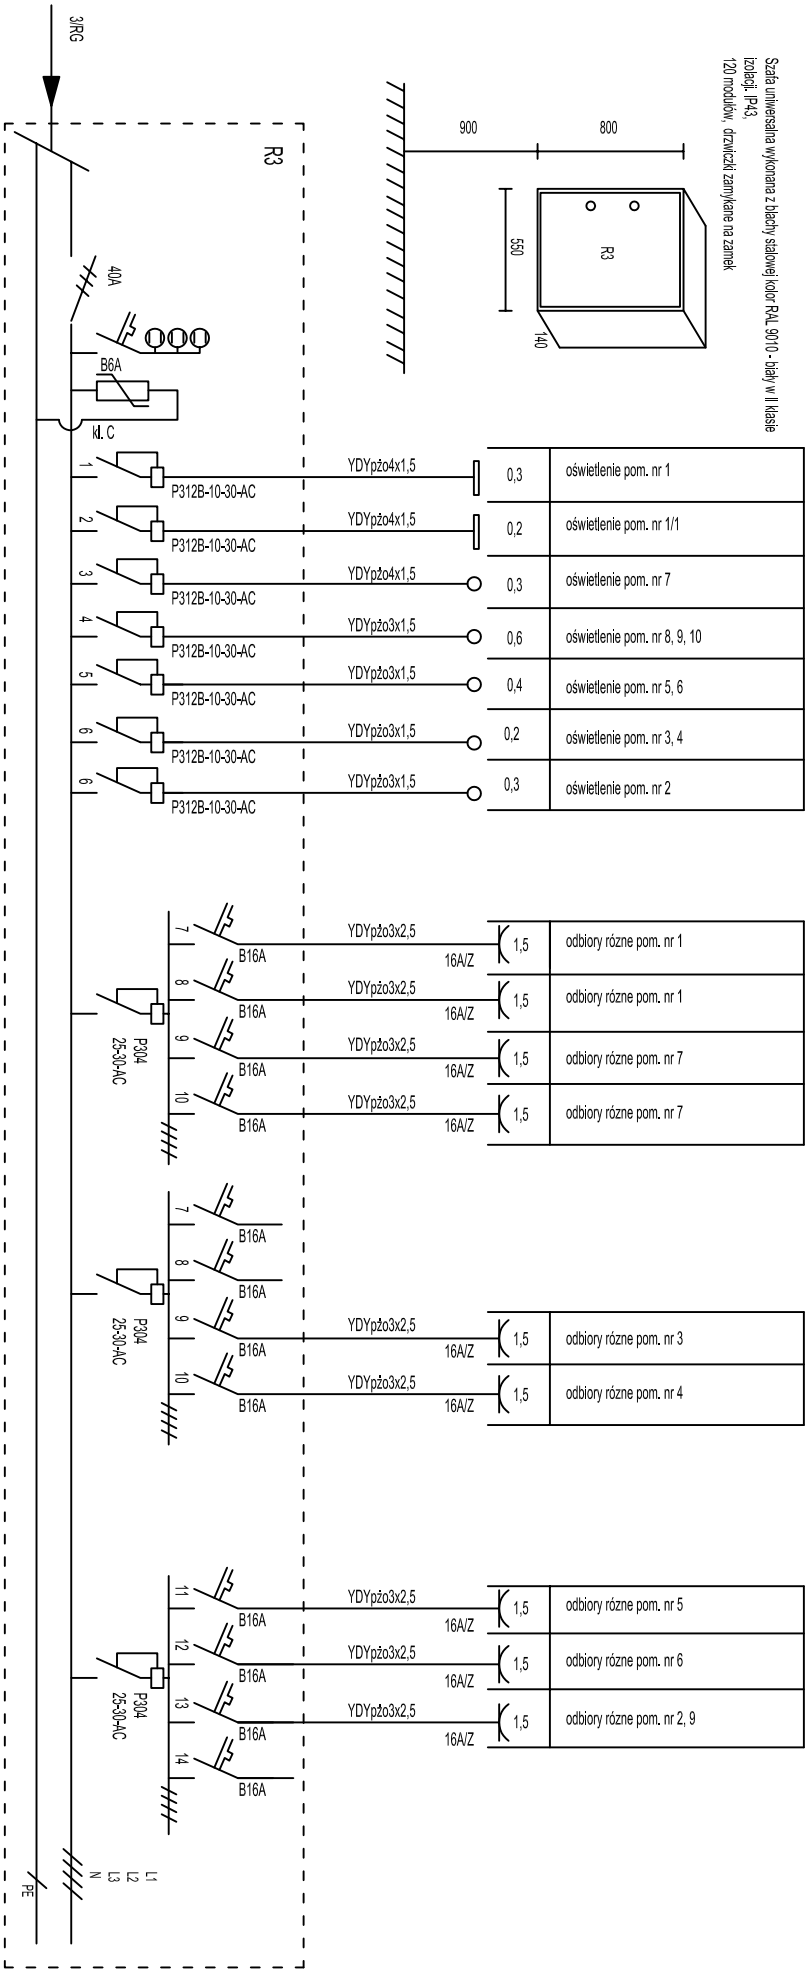 Szafa uniwersalna wykonana z blachy stalowej kolor RAL 9010 - biały w II klasie
izolacji. IP43,
120 modułów, drzwiczki zamykane na zamek
3/RG
R3
900
800
550
140
R3
40A
B6A
kl. C
1
P312B-10-30-AC
YDYpżo4x1,5
0,3
oświetlenie pom. nr 1
2
P312B-10-30-AC
YDYpżo4x1,5
0,2
oświetlenie pom. nr 1/1
3
P312B-10-30-AC
YDYpżo4x1,5
0,3
oświetlenie pom. nr 7
4
P312B-10-30-AC
YDYpżo3x1,5
0,6
oświetlenie pom. nr 8, 9, 10
5
P312B-10-30-AC
YDYpżo3x1,5
0,4
oświetlenie pom. nr 5, 6
6
P312B-10-30-AC
YDYpżo3x1,5
0,2
oświetlenie pom. nr 3, 4
6
P312B-10-30-AC
YDYpżo3x1,5
0,3
oświetlenie pom. nr 2
P304
25-30-AC
7
B16A
YDYpżo3x2,5
16A/Z
1,5
odbiory rózne pom. nr 1
8
B16A
YDYpżo3x2,5
16A/Z
1,5
odbiory rózne pom. nr 1
9
B16A
YDYpżo3x2,5
16A/Z
1,5
odbiory rózne pom. nr 7
10
B16A
YDYpżo3x2,5
16A/Z
1,5
odbiory rózne pom. nr 7
P304
25-30-AC
7
B16A
8
B16A
9
B16A
YDYpżo3x2,5
16A/Z
1,5
odbiory rózne pom. nr 3
10
B16A
YDYpżo3x2,5
16A/Z
1,5
odbiory rózne pom. nr 4
P304
25-30-AC
11
B16A
YDYpżo3x2,5
16A/Z
1,5
odbiory rózne pom. nr 5
12
B16A
YDYpżo3x2,5
16A/Z
1,5
odbiory rózne pom. nr 6
13
B16A
YDYpżo3x2,5
16A/Z
1,5
odbiory rózne pom. nr 2, 9
14
B16A
L1
L2
L3
N
PE